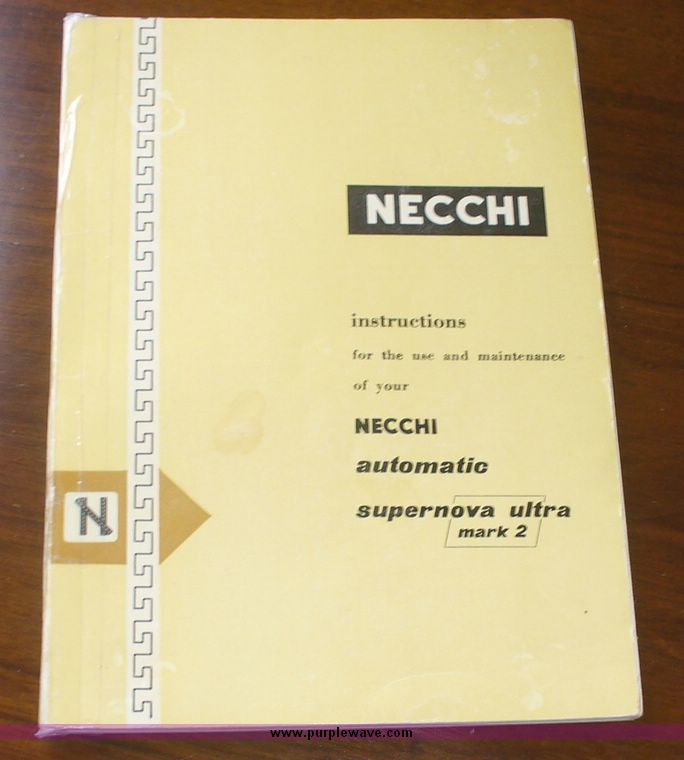 NECCHI
instructions
for the use and maintenance
of your
NECCHI
automatic
supernova ultra
mark 2
N
www.purplewave.com